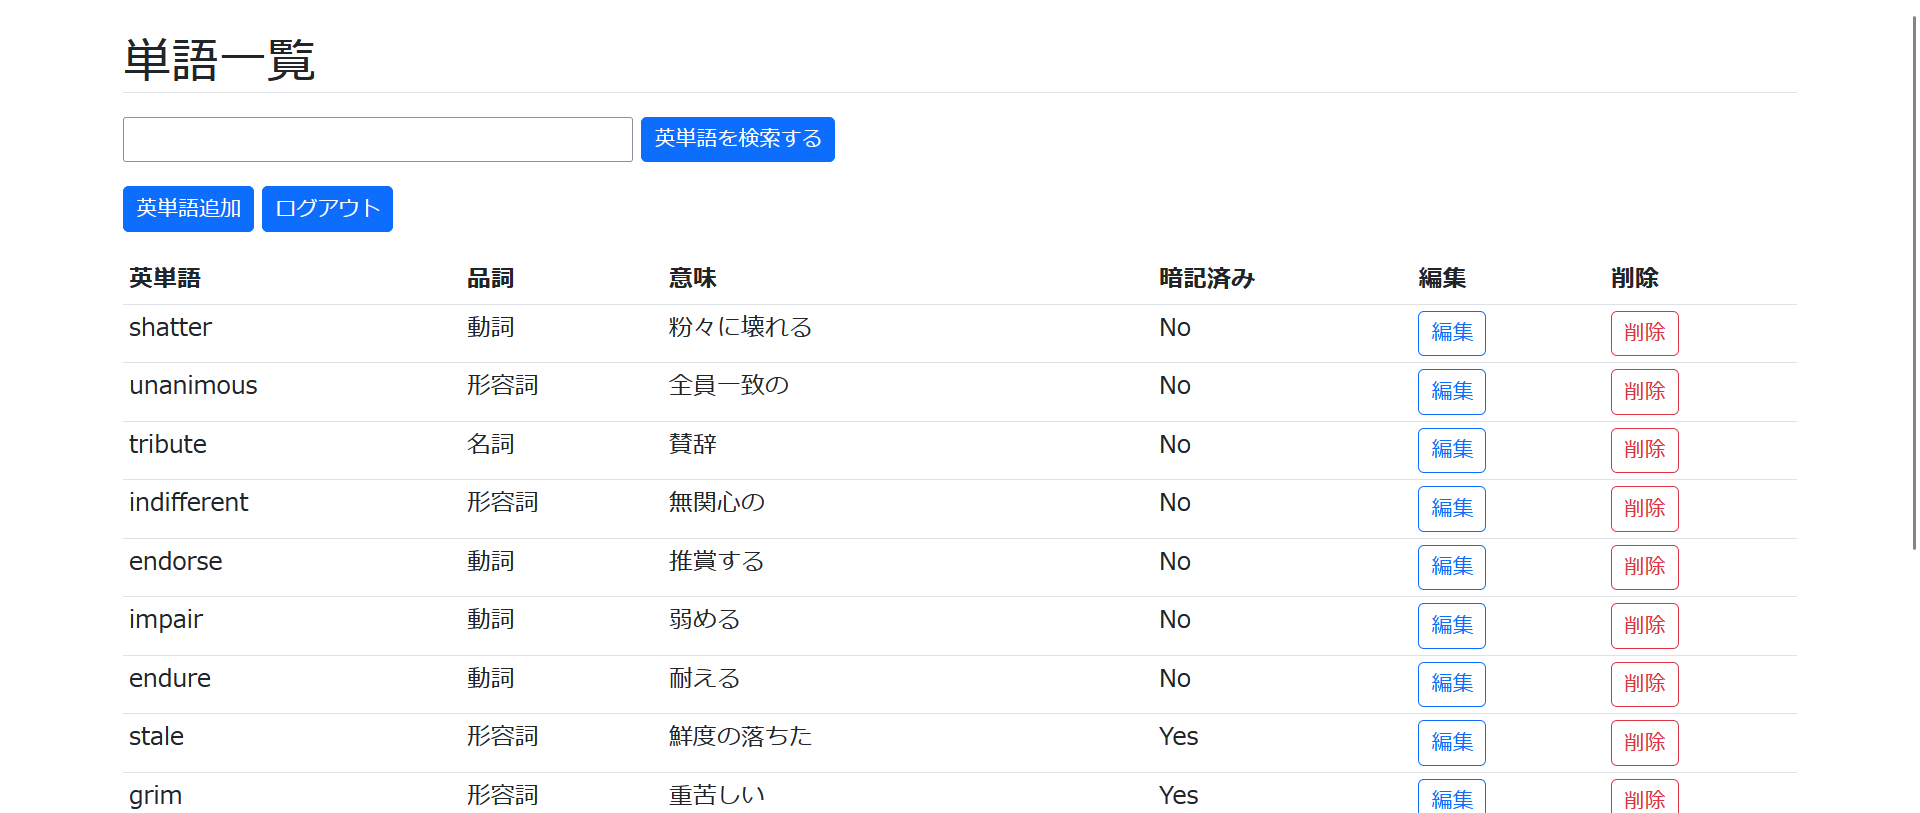 単語一覧
英単語を検索する
英単語追加 ログアウト
英単語 品詞 意味 暗記済み 編集 削除
shatter 動詞 粉々に壊れる No 編集 削除
unanimous 形容詞 全員一致の No 編集 削除
tribute 名詞 賛辞 No 編集 削除
indifferent 形容詞 無関心の No 編集 削除
endorse 動詞 推賞する No 編集 削除
impair 動詞 弱める No 編集 削除
endure 動詞 耐える No 編集 削除
stale 形容詞 鮮度の落ちた Yes 編集 削除
grim 形容詞 重苦しい Yes 編集 削除